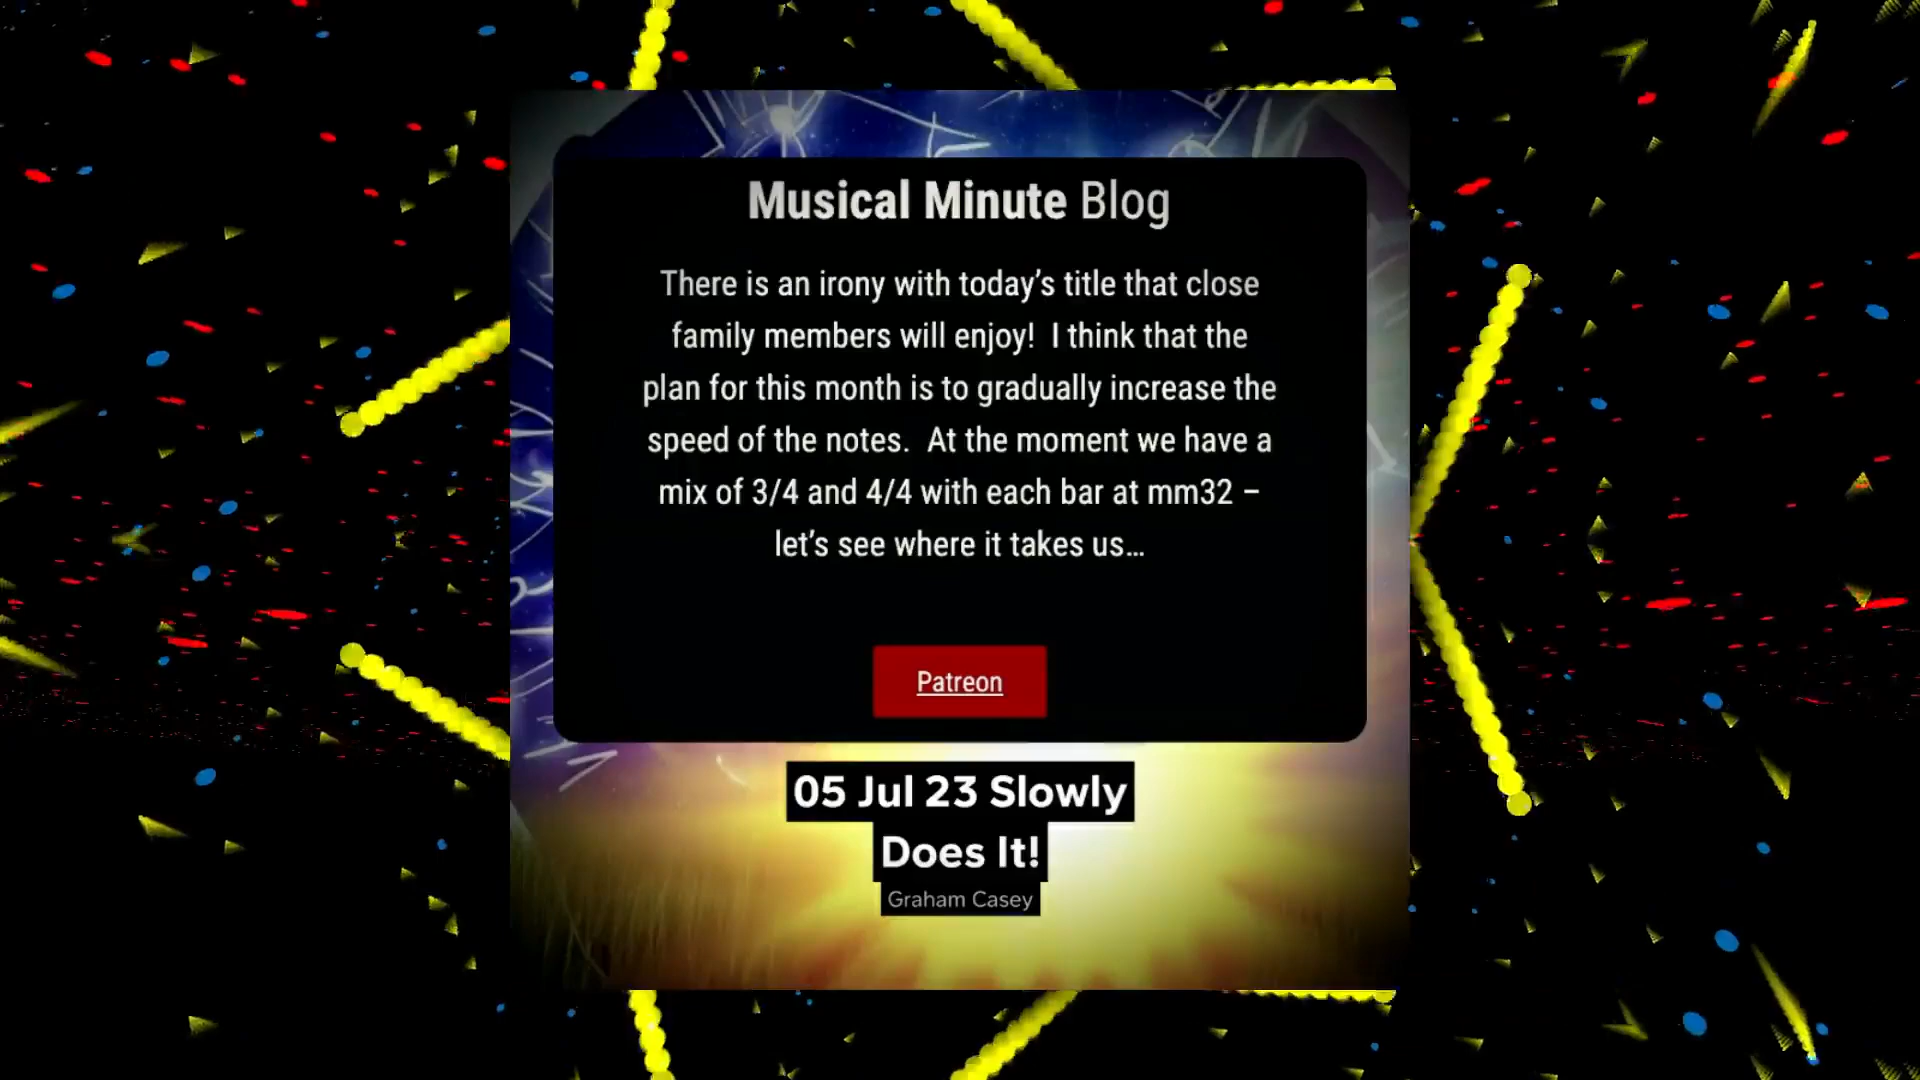 Musical Minute Blog
There is an irony with today’s title that close
family members will enjoy!  I think that the
plan for this month is to gradually increase the
speed of the notes.  At the moment we have a
mix of 3/4 and 4/4 with each bar at mm32 –
let’s see where it takes us…
Patreon
05 Jul 23 Slowly
Does It!
Graham Casey